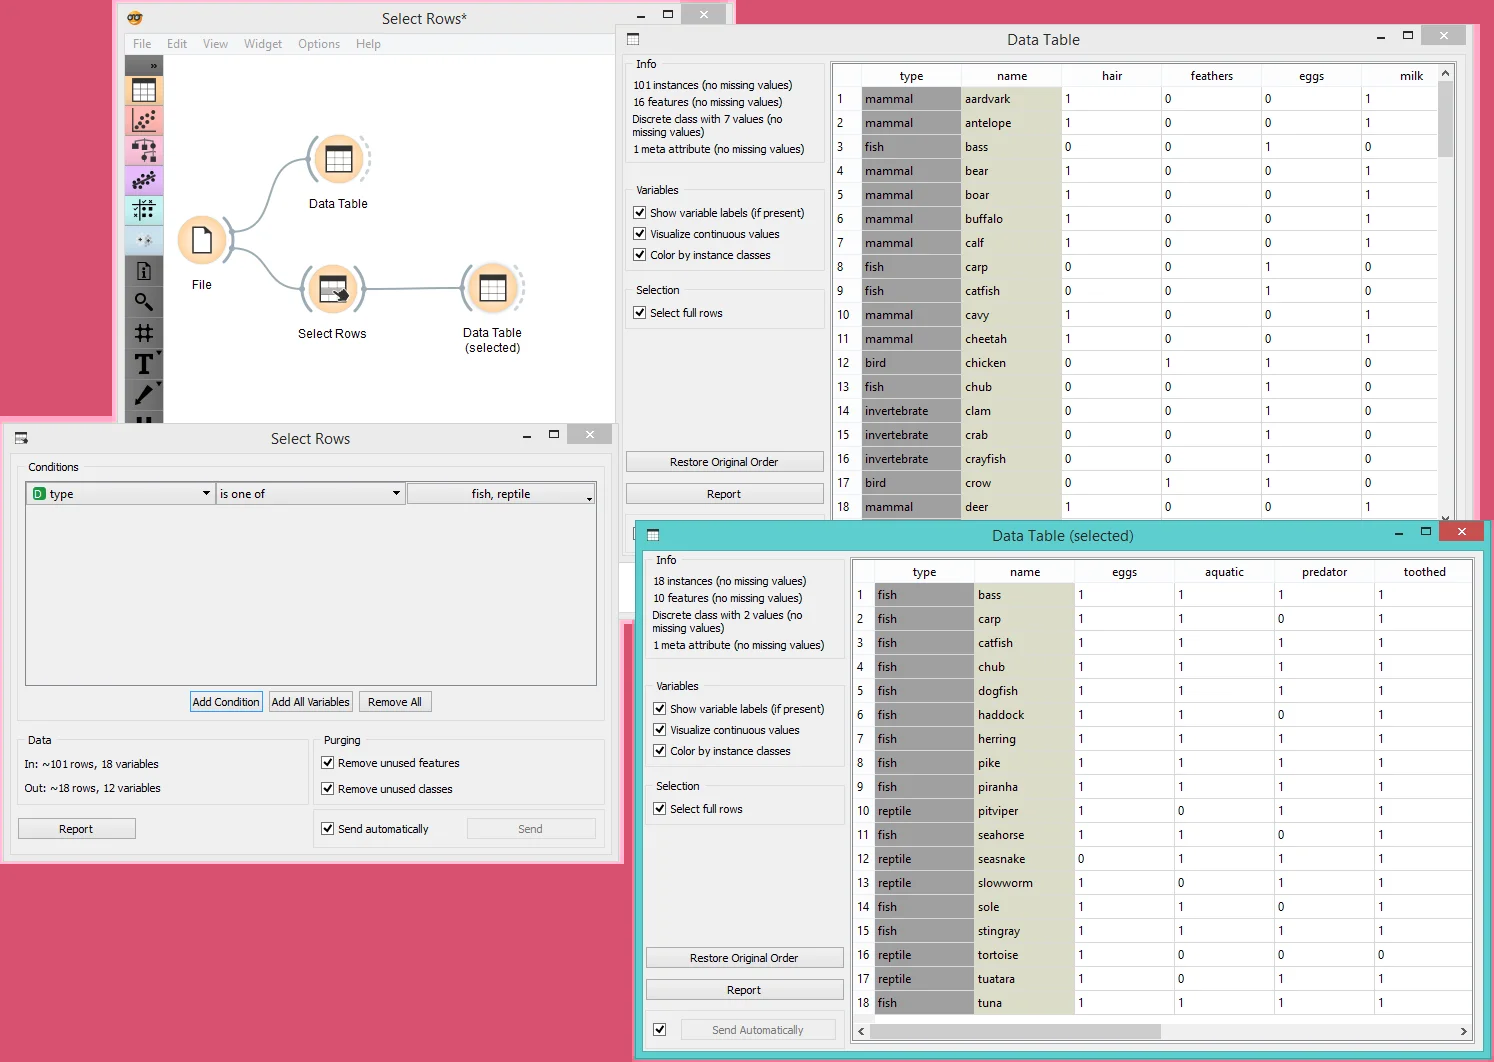 Select Rows*
File Edit View Widget Options Help
»
Data Table
File
Select Rows
Data Table
(selected)
Data Table
Info
101 instances (no missing values)
16 features (no missing values)
Discrete class with 7 values (no
missing values)
1 meta attribute (no missing values)
Variables
Show variable labels (if present)
Visualize continuous values
Color by instance classes
Selection
Select full rows
Restore Original Order
Report
type name hair feathers eggs milk
1 mammal aardvark 1 0 0 1
2 mammal antelope 1 0 0 1
3 fish bass 0 0 1 0
4 mammal bear 1 0 0 1
5 mammal boar 1 0 0 1
6 mammal buffalo 1 0 0 1
7 mammal calf 1 0 0 1
8 fish carp 0 0 1 0
9 fish catfish 0 0 1 0
10 mammal cavy 1 0 0 1
11 mammal cheetah 1 0 0 1
12 bird chicken 0 1 1 0
13 fish chub 0 0 1 0
14 invertebrate clam 0 0 1 0
15 invertebrate crab 0 0 1 0
16 invertebrate crayfish 0 0 1 0
17 bird crow 0 1 1 0
18 mammal deer 1 0 0 1
Select Rows
Conditions
D type is one of fish, reptile
Add Condition Add All Variables Remove All
Data
In: ~101 rows, 18 variables
Out: ~18 rows, 12 variables
Report
Purging
Remove unused features
Remove unused classes
Send automatically Send
Data Table (selected)
Info
18 instances (no missing values)
10 features (no missing values)
Discrete class with 2 values (no
missing values)
1 meta attribute (no missing values)
Variables
Show variable labels (if present)
Visualize continuous values
Color by instance classes
Selection
Select full rows
Restore Original Order
Report
Send Automatically
type name eggs aquatic predator toothed
1 fish bass 1 1 1 1
2 fish carp 1 1 0 1
3 fish catfish 1 1 1 1
4 fish chub 1 1 1 1
5 fish dogfish 1 1 1 1
6 fish haddock 1 1 0 1
7 fish herring 1 1 1 1
8 fish pike 1 1 1 1
9 fish piranha 1 1 1 1
10 reptile pitviper 1 0 1 1
11 fish seahorse 1 1 0 1
12 reptile seasnake 0 1 1 1
13 reptile slowworm 1 0 1 1
14 fish sole 1 1 0 1
15 fish stingray 1 1 1 1
16 reptile tortoise 1 0 0 0
17 reptile tuatara 1 0 1 1
18 fish tuna 1 1 1 1